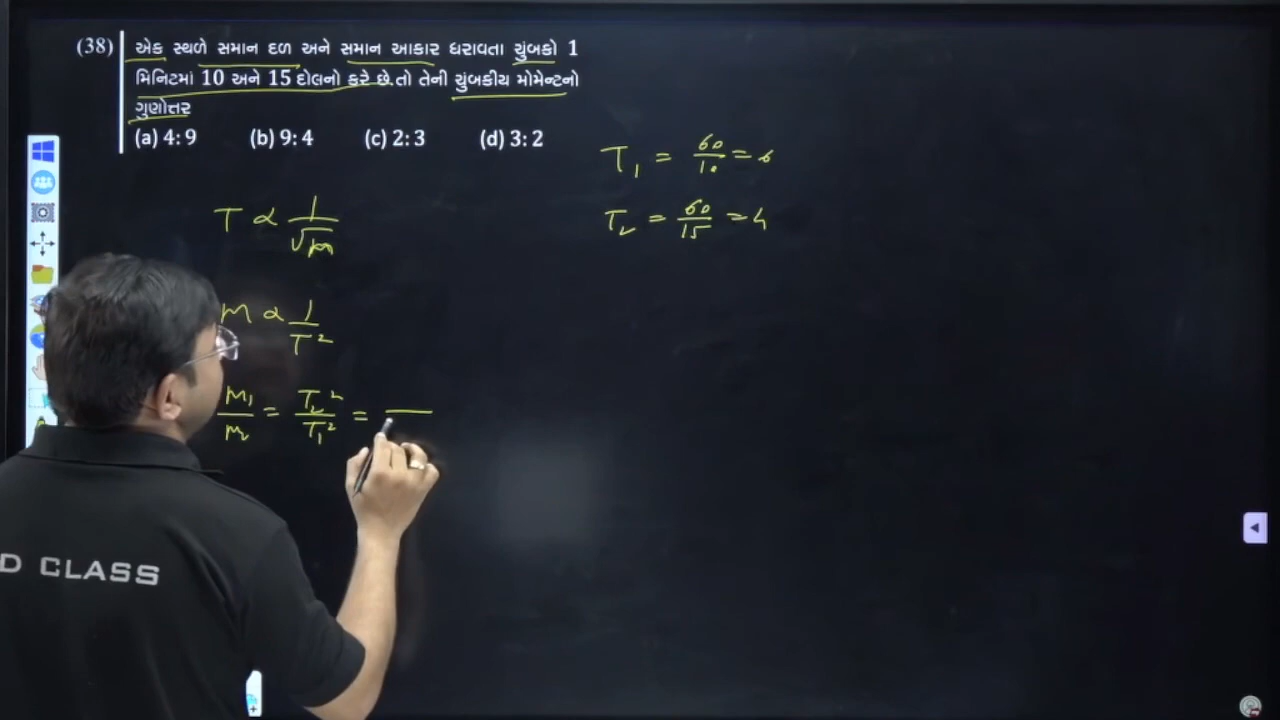 (38) એક સ્થળે સમાન દળ અને સમાન આકાર ધરાવતા ચુંબકો 1
મિનિટમાં 10 અને 15 દોલનો કરે છે.તો તેની ચુંબકીય મોમેન્ટનો
ગુણોત્તર
(a) 4:9 (b) 9:4 (c) 2:3 (d) 3:2
T₁ = 60/10 = 6
T₂ = 60/15 = 4
T ∝ 1/√m
m ∝ 1/T²
m₁/m₂ = T₂²/T₁² =
D CLASS